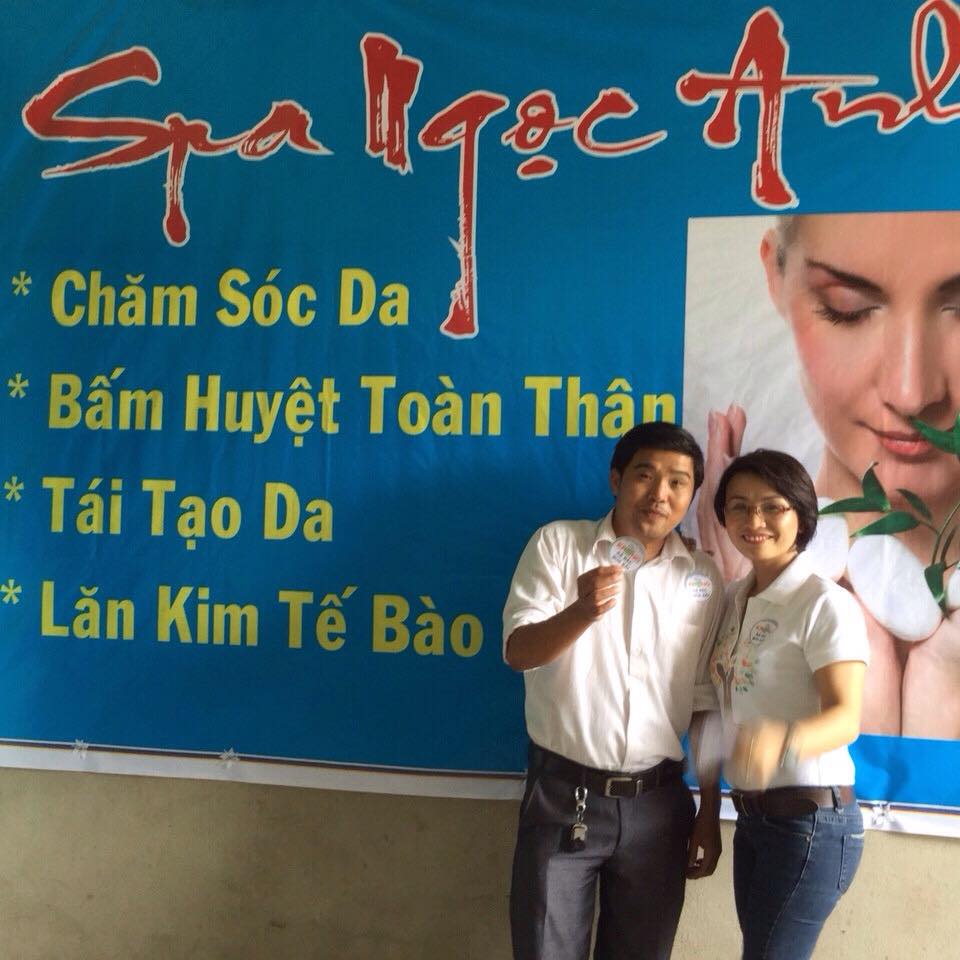 Spa Ngọc Anh
* Chăm Sóc Da
* Bấm Huyệt Toàn Thân
* Tái Tạo Da
* Lăn Kim Tế Bào